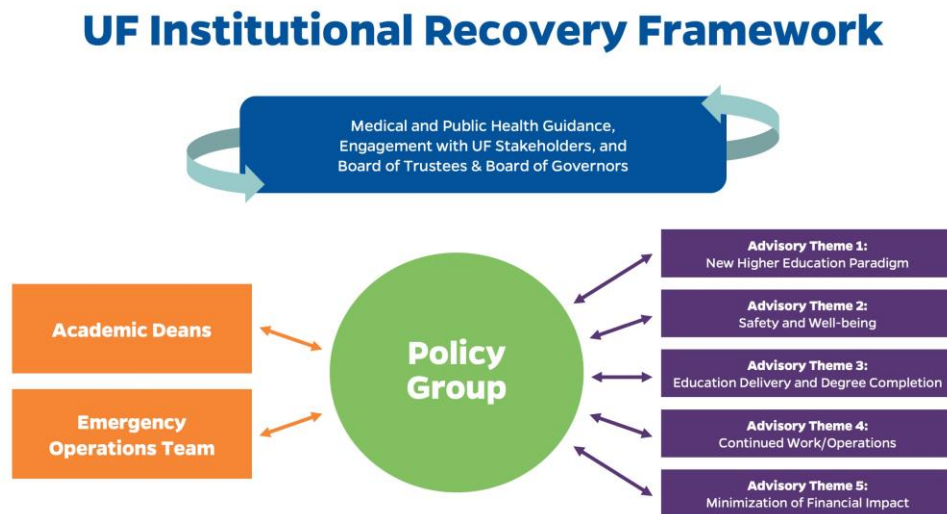 UF Institutional Recovery Framework
Medical and Public Health Guidance,
Engagement with UF Stakeholders, and
Board of Trustees & Board of Governors
Academic Deans
Emergency
Operations Team
Policy
Group
Advisory Theme 1:
New Higher Education Paradigm
Advisory Theme 2:
Safety and Well-being
Advisory Theme 3:
Education Delivery and Degree Completion
Advisory Theme 4:
Continued Work/Operations
Advisory Theme 5:
Minimization of Financial Impact